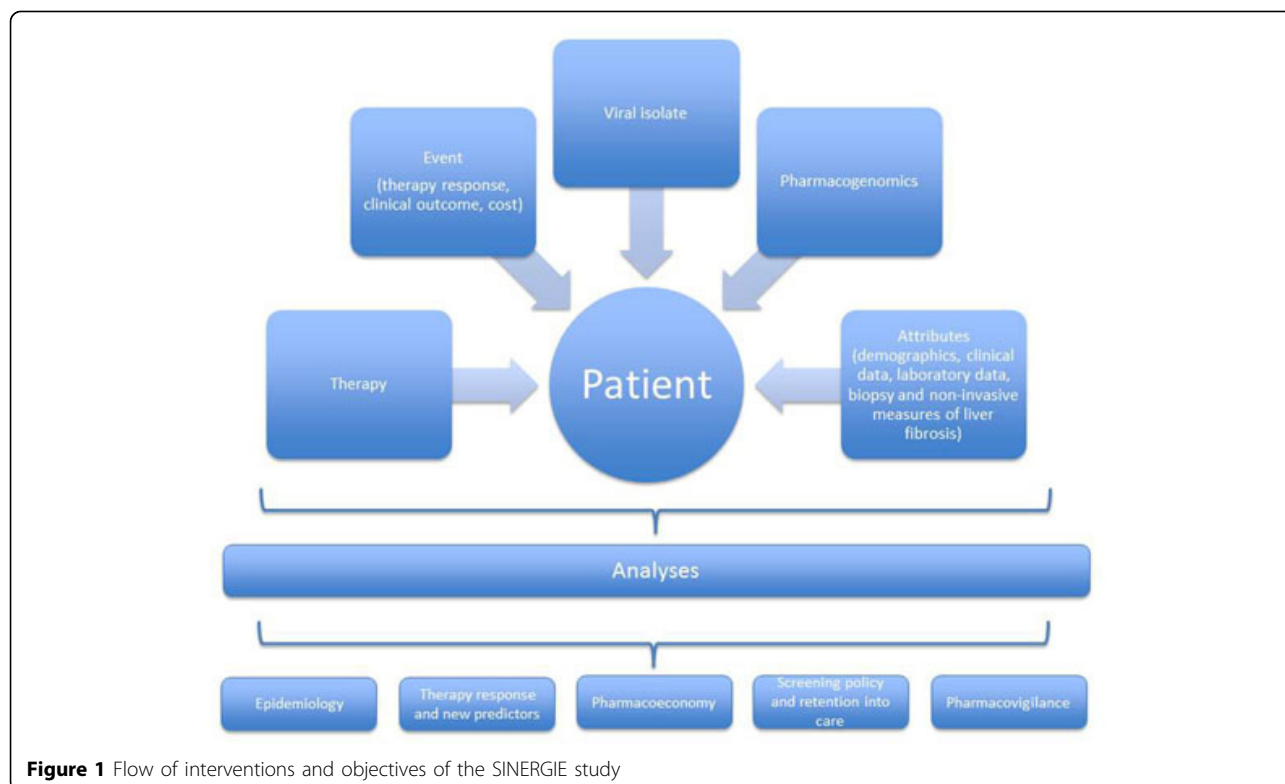 Viral isolate
Event
(therapy response,
clinical outcome, cost)
Pharmacogenomics
Therapy
Patient
Attributes
(demographics, clinical
data, laboratory data,
biopsy and non-invasive
measures of liver
fibrosis)
Analyses
Epidemiology
Therapy response
and new predictors
Pharmacoeconomy
Screening policy
and retention into
care
Pharmacovigilance
Figure 1 Flow of interventions and objectives of the SINERGIE study